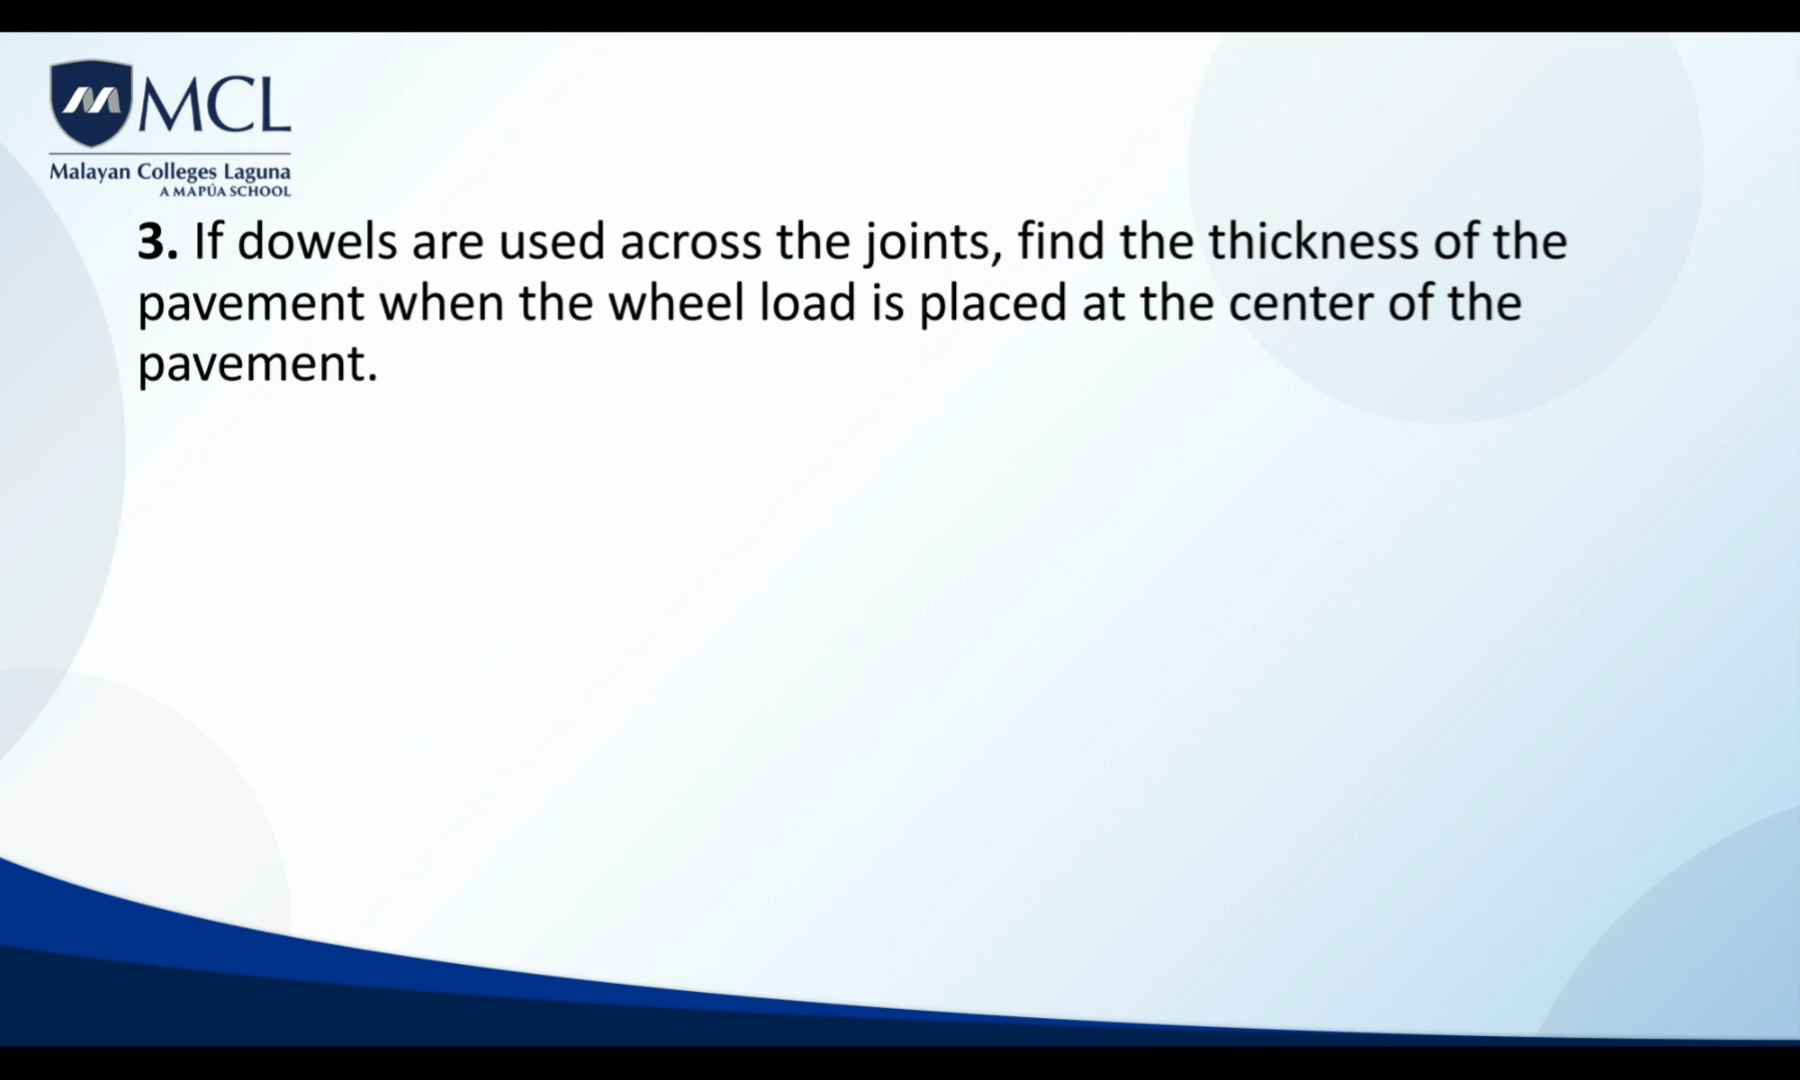 MCL
Malayan Colleges Laguna
A MAPÚA SCHOOL
3. If dowels are used across the joints, find the thickness of the
pavement when the wheel load is placed at the center of the
pavement.